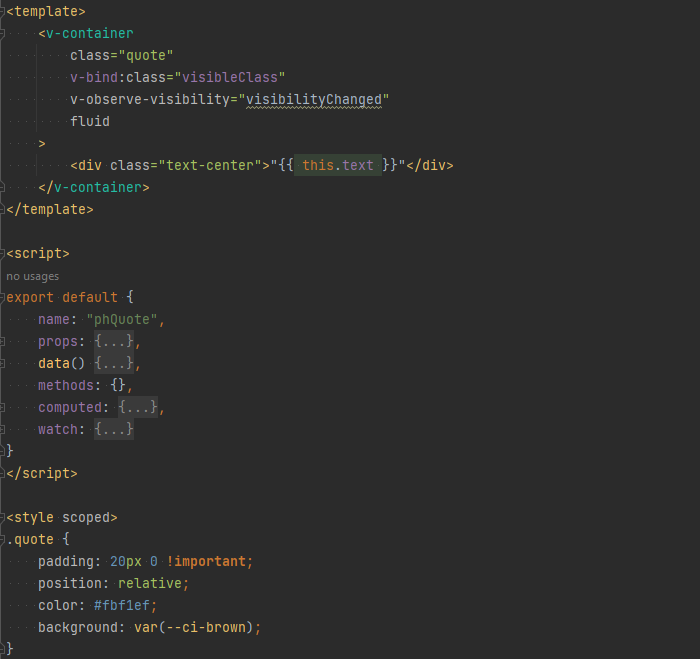 <template>
    <v-container
        class="quote"
        v-bind:class="visibleClass"
        v-observe-visibility="visibilityChanged"
        fluid
    >
        <div class="text-center">"{{ this.text }}"</div>
    </v-container>
</template>

<script>
no usages
export default {
    name: "phQuote",
    props: {...},
    data() {...},
    methods: {},
    computed: {...},
    watch: {...}
}
</script>

<style scoped>
.quote {
    padding: 20px 0 !important;
    position: relative;
    color: #fbf1ef;
    background: var(--ci-brown);
}